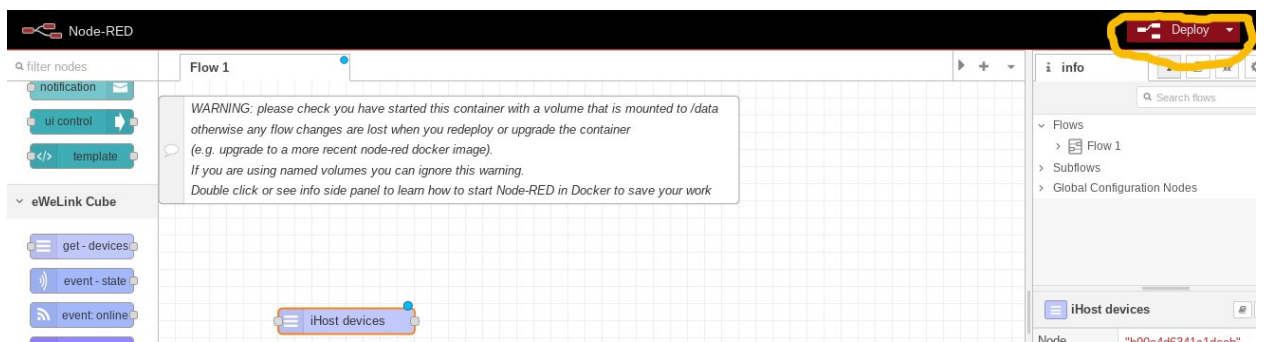 Node-RED
Deploy
filter nodes
Flow 1
i info
notification
ui control
</> template
eWeLink Cube
get - devices
event - state
event: online
WARNING: please check you have started this container with a volume that is mounted to /data
otherwise any flow changes are lost when you redeploy or upgrade the container
(e.g. upgrade to a more recent node-red docker image).
If you are using named volumes you can ignore this warning.
Double click or see info side panel to learn how to start Node-RED in Docker to save your work
iHost devices
Search flows
Flows
Flow 1
Subflows
Global Configuration Nodes
iHost devices
Node